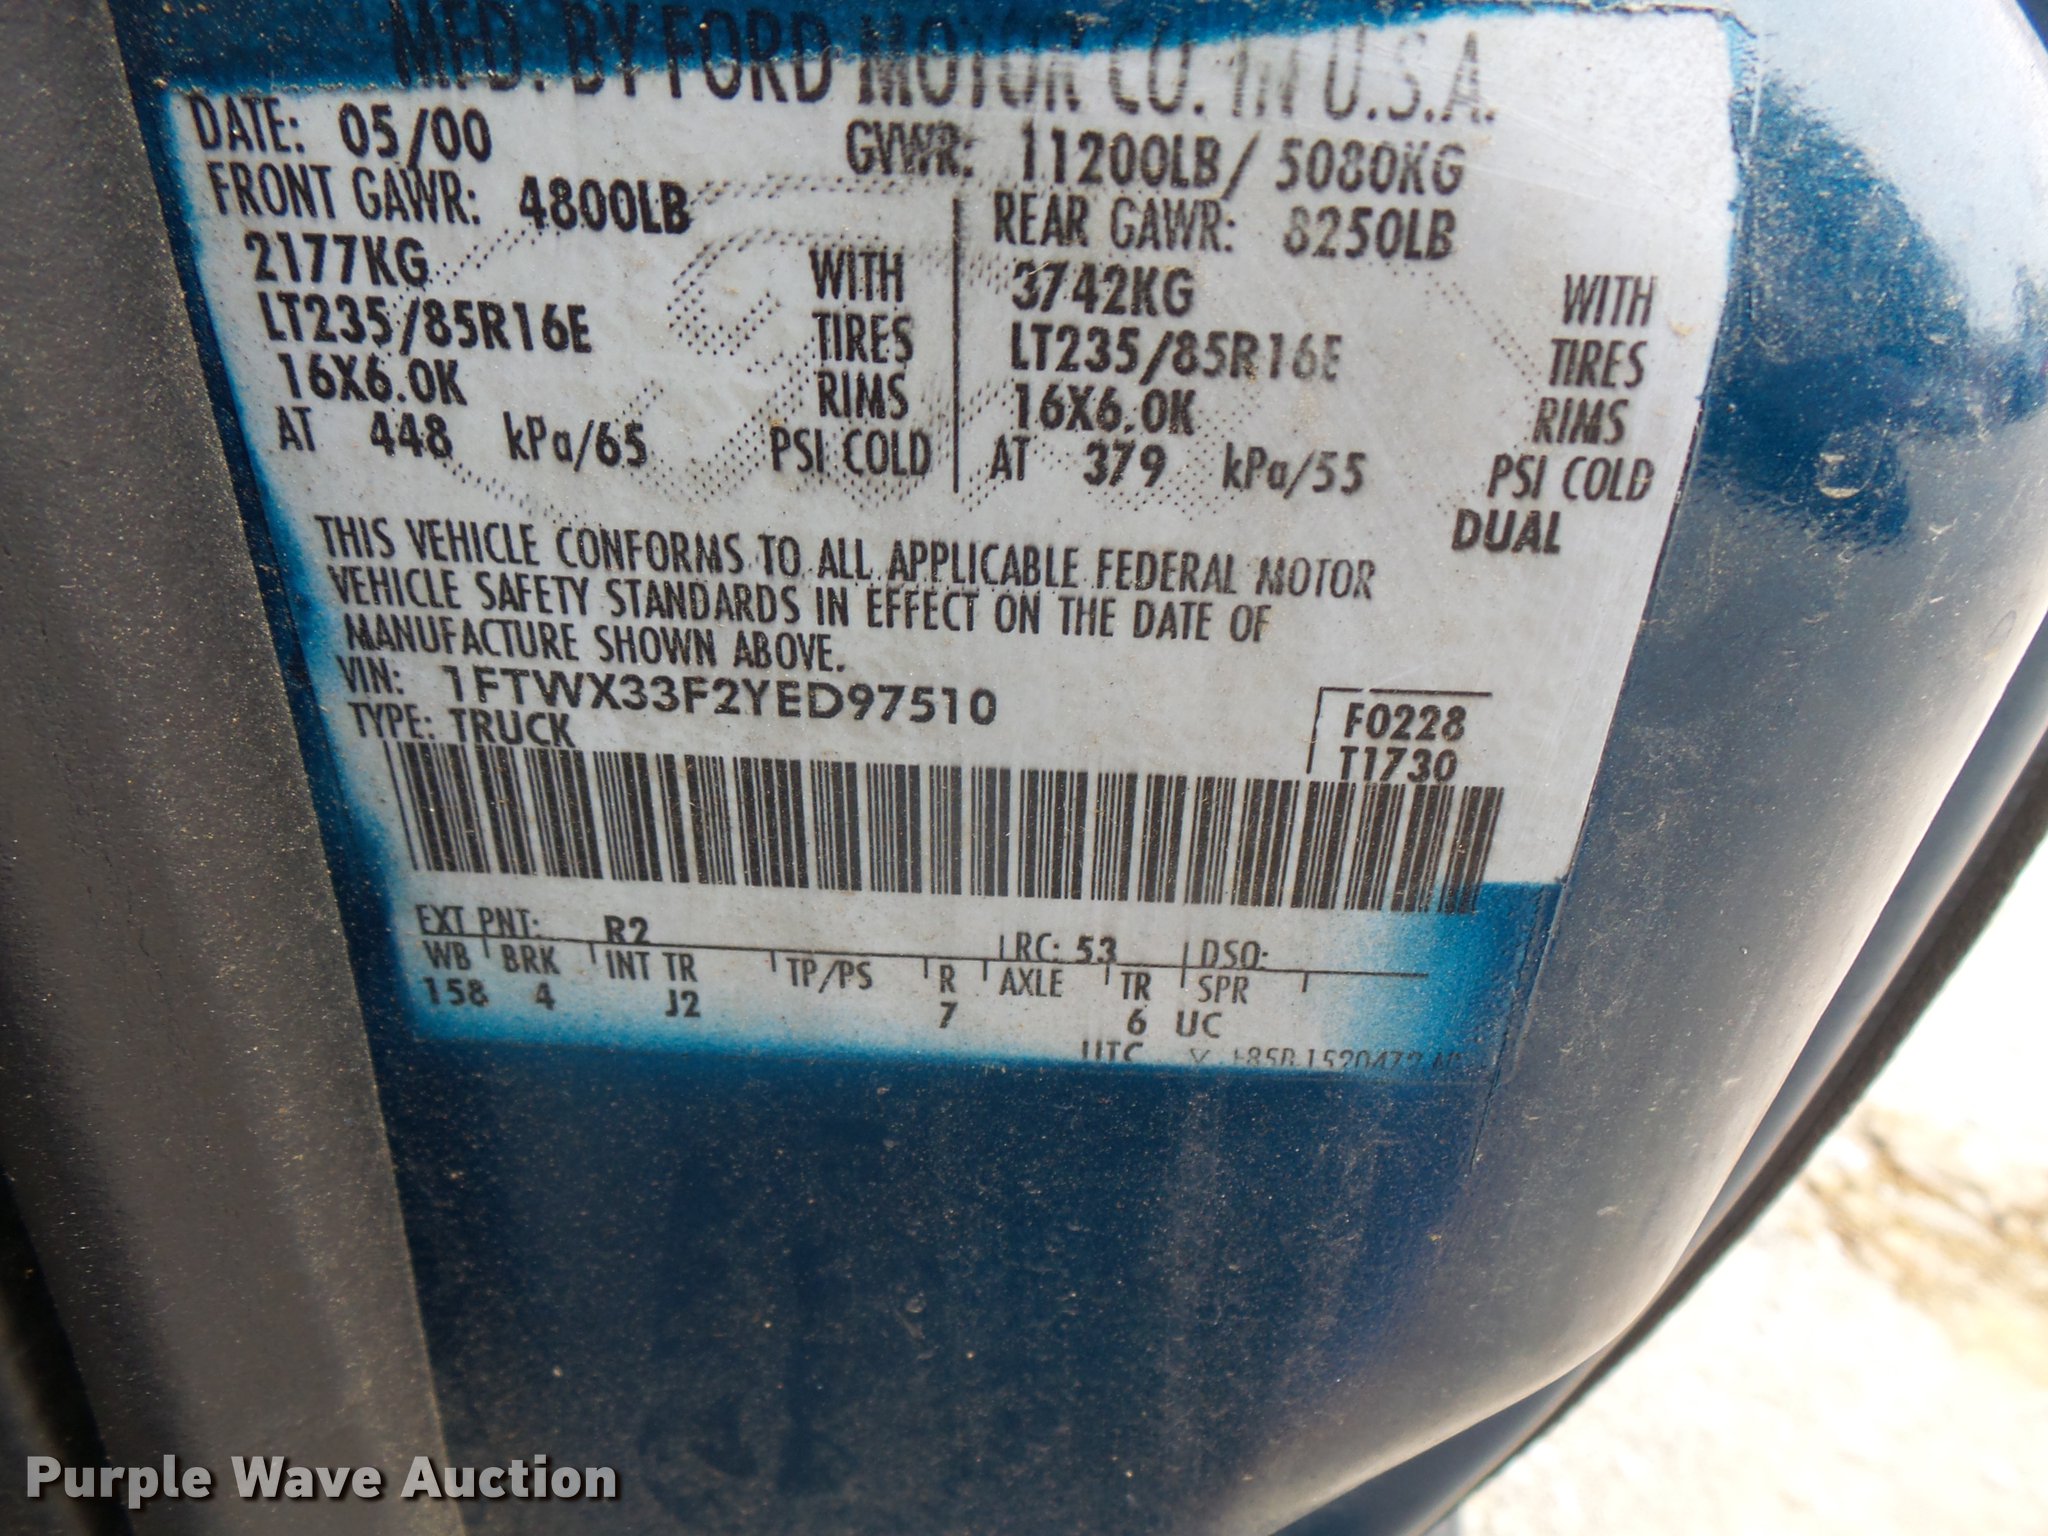 MFD. BY FORD MOTOR CO. IN U.S.A.
DATE: 05/00 GVWR: 11200LB/ 5080KG
FRONT GAWR: 4800LB REAR GAWR: 8250LB
2177KG WITH 3742KG WITH
LT235/85R16E TIRES LT235/85R16E TIRES
16X6.0K RIMS 16X6.0K RIMS
AT 448 kPa/65 PSI COLD AT 379 kPa/55 PSI COLD
DUAL
THIS VEHICLE CONFORMS TO ALL APPLICABLE FEDERAL MOTOR
VEHICLE SAFETY STANDARDS IN EFFECT ON THE DATE OF
MANUFACTURE SHOWN ABOVE.
VIN: 1FTWX33F2YED97510
F0228
TYPE: TRUCK
T1730
EXT PNT: R2 RC: 53 DSO:
WB BRK INT TR TP/PS R AXLE TR SPR
158 4 J2 7 6 UC
UTC
Purple Wave Auction